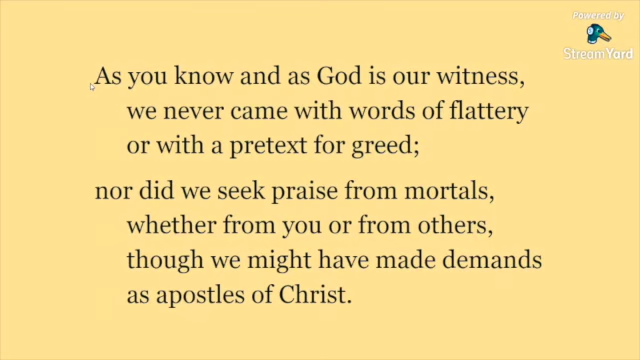 Powered by
StreamYard
As you know and as God is our witness,
we never came with words of flattery
or with a pretext for greed;
nor did we seek praise from mortals,
whether from you or from others,
though we might have made demands
as apostles of Christ.